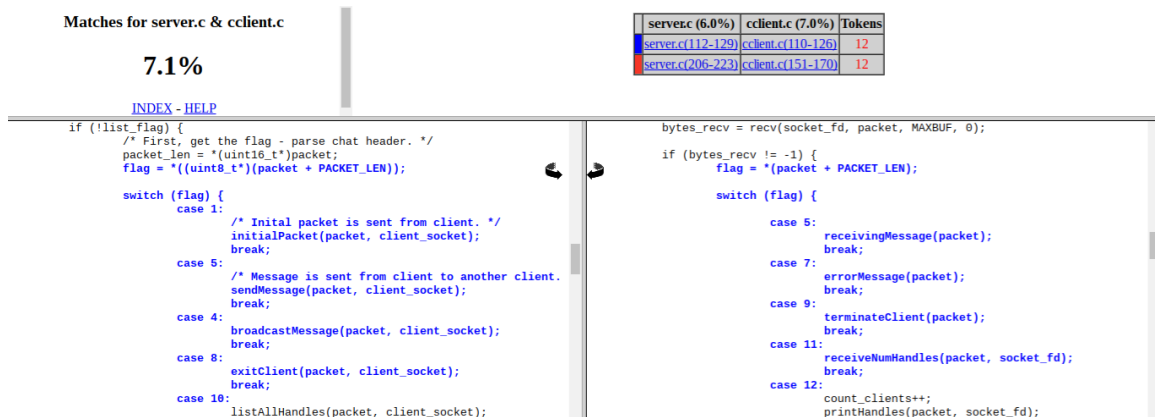 Matches for server.c & cclient.c
7.1%
INDEX - HELP
server.c (6.0%) cclient.c (7.0%) Tokens
server.c(112-129) cclient.c(110-126) 12
server.c(206-223) cclient.c(151-170) 12
if (!list_flag) {
/* First, get the flag - parse chat header. */
packet_len = *(uint16_t*)packet;
flag = *((uint8_t*)(packet + PACKET_LEN));
switch (flag) {
case 1:
/* Inital packet is sent from client. */
initialPacket(packet, client_socket);
break;
case 5:
/* Message is sent from client to another client.
sendMessage(packet, client_socket);
break;
case 4:
broadcastMessage(packet, client_socket);
break;
case 8:
exitClient(packet, client_socket);
break;
case 10:
listAllHandles(packet, client_socket);
bytes_recv = recv(socket_fd, packet, MAXBUF, 0);
if (bytes_recv != -1) {
flag = *(packet + PACKET_LEN);
switch (flag) {
case 5:
receivingMessage(packet);
break;
case 7:
errorMessage(packet);
break;
case 9:
terminateClient(packet);
break;
case 11:
receiveNumHandles(packet, socket_fd);
break;
case 12:
count_clients++;
printHandles(packet, socket_fd);